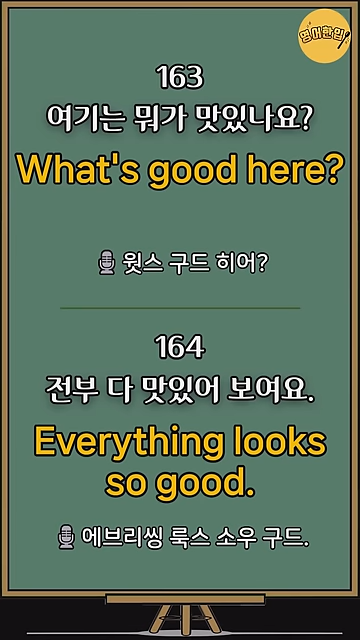 영어한입
163
여기는 뭐가 맛있나요?
What's good here?
윗스 구드 히어?
164
전부 다 맛있어 보여요.
Everything looks
so good.
에브리씽 룩스 소우 구드.